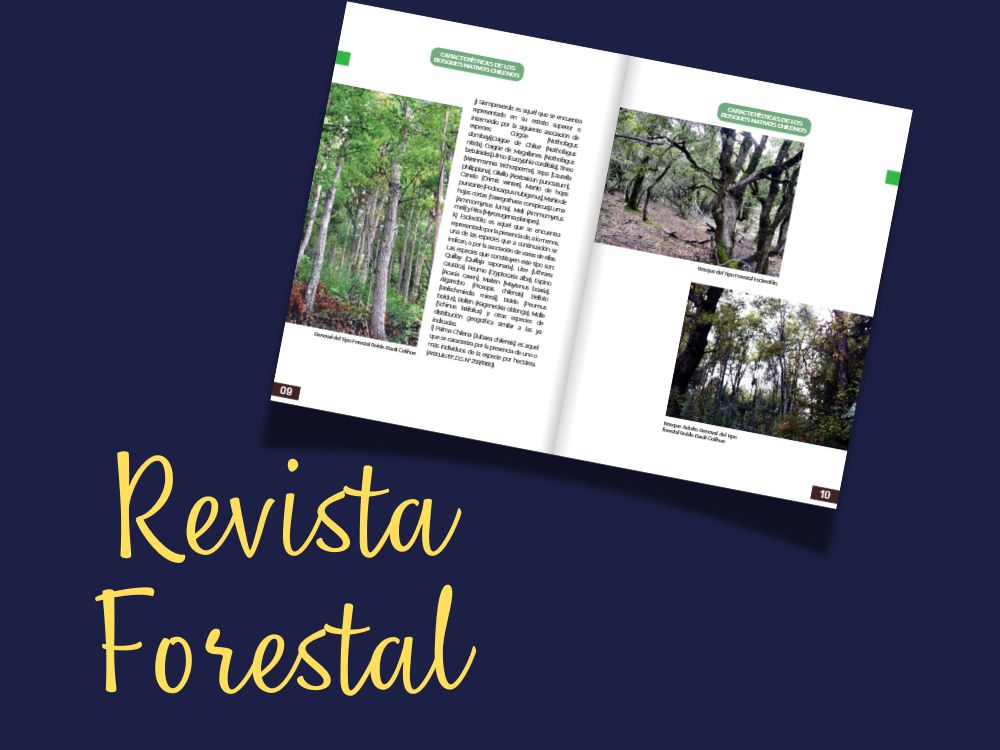 CARACTERÍSTICAS DE LOS
BOSQUES NATIVOS CHILENOS
j) Siempreverde: es aquel que se encuentra
representado en su estrato superior o
intermedio por la siguiente asociación de
especies: Coigüe (Nothofagus
dombeyi), Coigüe de Chiloé (Nothofagus
nitida), Coigüe de Magallanes (Nothofagus
betuloides), Ulmo (Eucryphia cordifolia), Tineo
(Weinmannia trichosperma), Tepa (Laurelia
philippiana), Olivillo (Aextoxicon punctatum),
Canelo (Drimis winteri), Mañío de hojas
punzante (Podocarpus nubigenus), Mañío de
hojas cortas (Saxegothaea conspicua), Luma
(Ammomyrtus luma), Meli (Ammomyrtus
meli) y Pitra (Myrceugenia planipes).
k) Esclerófilo: es aquel que se encuentra
representado por la presencia de, a lo menos,
una de las especies que a continuación se
indican, o por la asociación de varias de ellas.
Las especies que constituyen este tipo son:
Quillay (Quillaja saponaria), Litre (Lithraea
caustica), Peumo (Cryptocaria alba), Espino
(Acacia caven), Maitén (Maytenus boaria),
Algarrobo (Prosopis chilensis) Belloto
(Beilschmiedia miersii), Boldo (Peumus
boldus), Bollén (Kageneckia oblonga), Molle
(Schinus latifolius) y otras especies de
distribución geográfica similar a las ya
indicadas.
l) Palma Chilena (Jubaea chilensis): es aquel
que se caracteriza por la presencia de uno o
más individuos de la especie por hectárea.
Renoval del Tipo Forestal Roble-Raulí-Coihue
09
CARACTERÍSTICAS DE LOS
BOSQUES NATIVOS CHILENOS
Bosque del Tipo Forestal Esclerófilo.
Bosque Adulto-Renoval del tipo
forestal Roble-Raulí-Coihue
10
Revista
Forestal